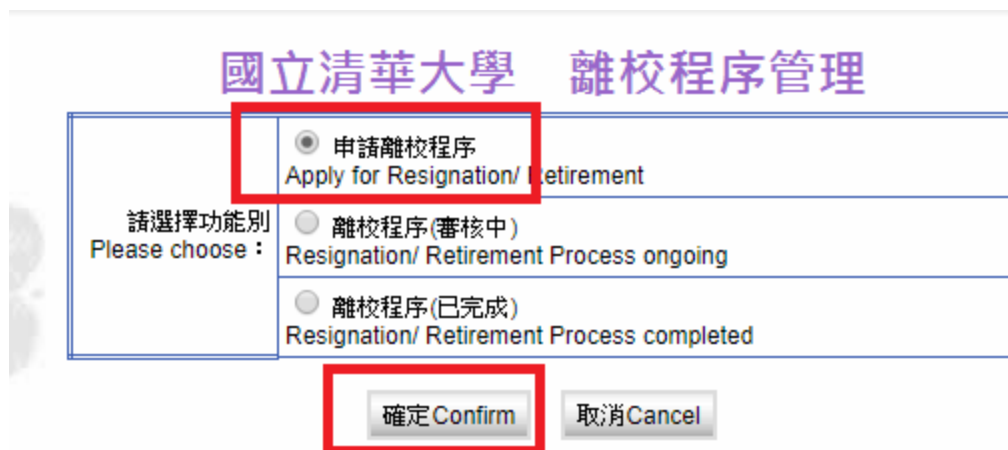 國立清華大學 離校程序管理
申請離校程序
Apply for Resignation/ Retirement
請選擇功能別
Please choose：
離校程序(審核中)
Resignation/ Retirement Process ongoing
離校程序(已完成)
Resignation/ Retirement Process completed
確定Confirm 取消Cancel